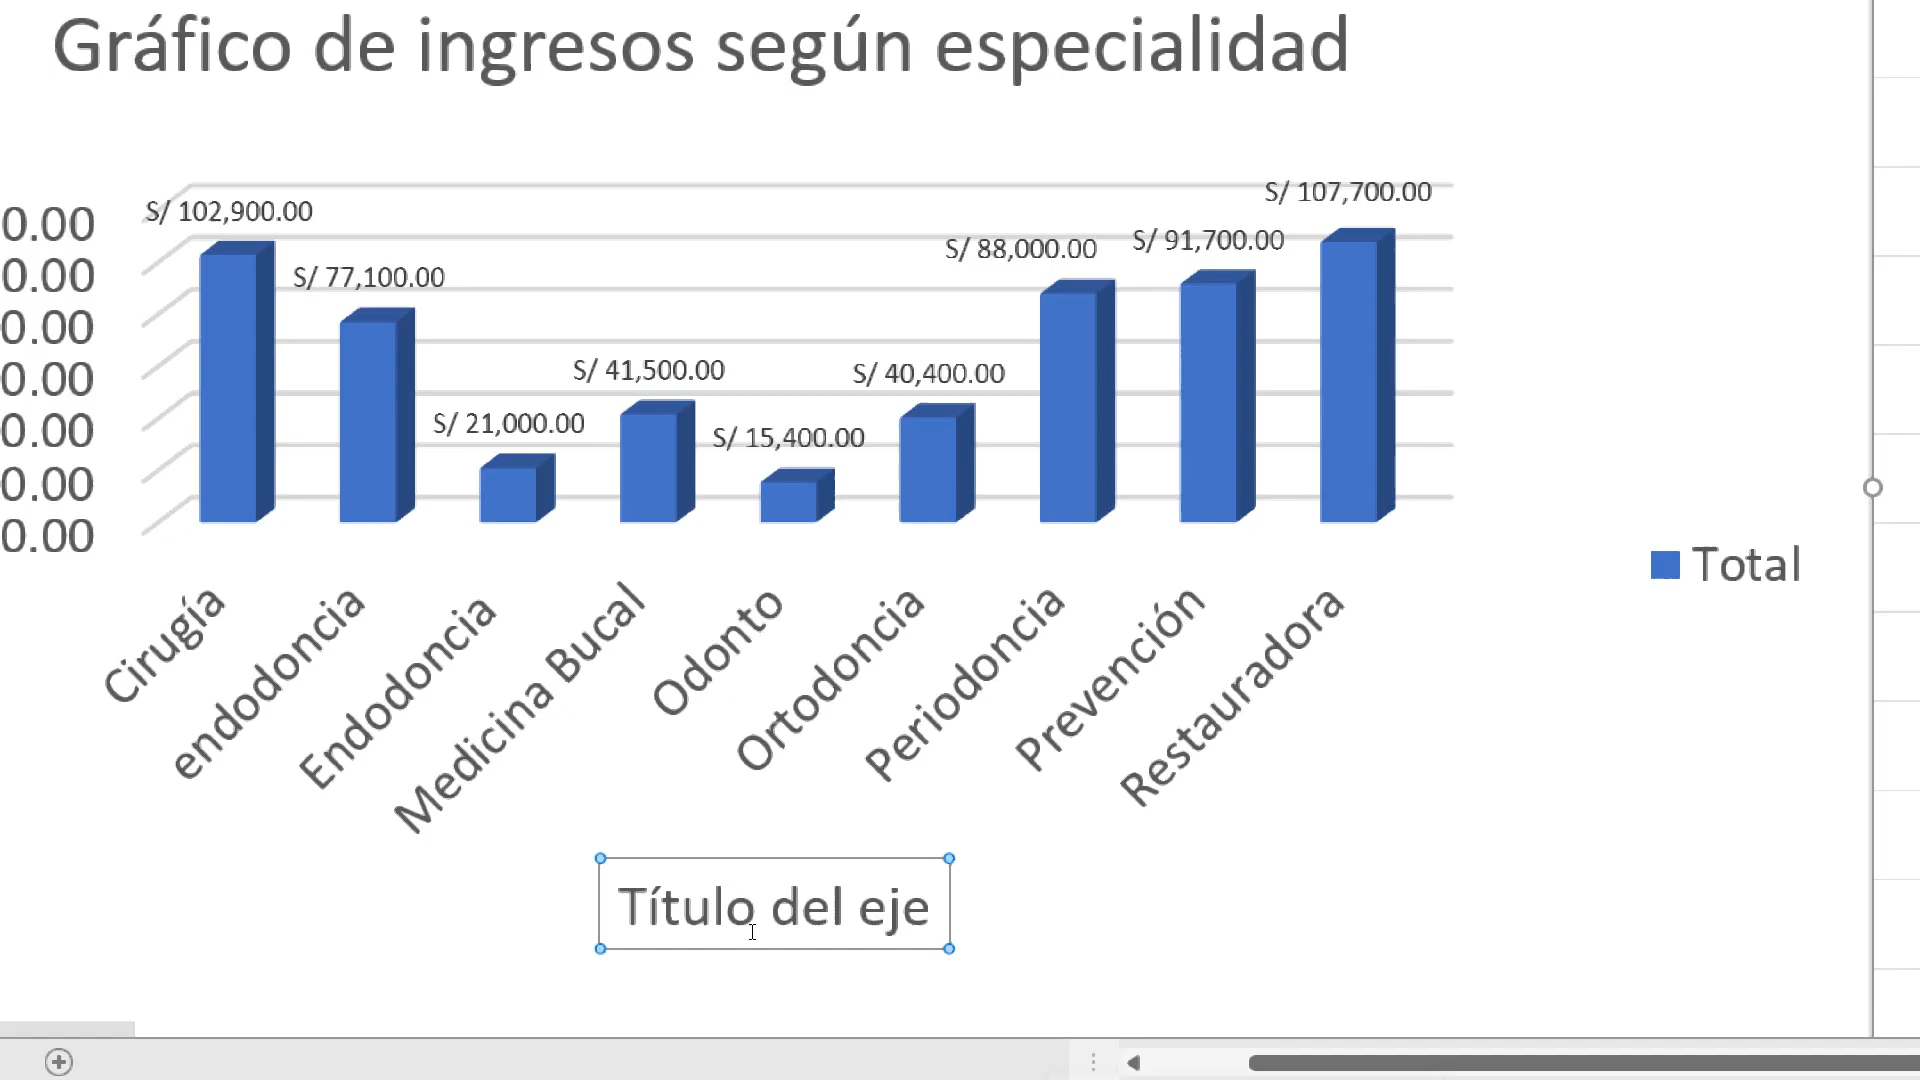 Gráfico de ingresos según especialidad
S/ 102,900.00
S/ 77,100.00
S/ 21,000.00
S/ 41,500.00
S/ 15,400.00
S/ 40,400.00
S/ 88,000.00
S/ 91,700.00
S/ 107,700.00
0.00
0.00
0.00
0.00
0.00
0.00
0.00
Cirugía
endodoncia
Endodoncia
Medicina Bucal
Odonto
Ortodoncia
Periodoncia
Prevención
Restauradora
Total
Título del eje